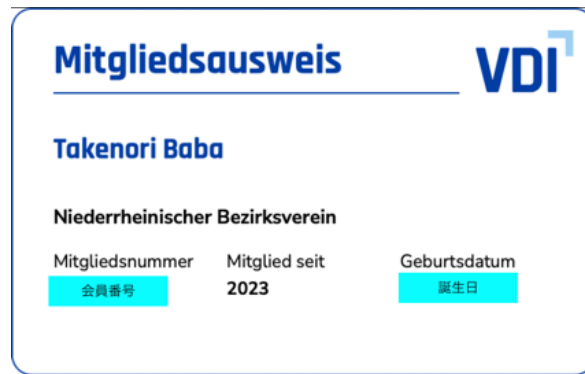 Mitgliedsausweis
VDI
Takenori Baba
Niederrheinischer Bezirksverein
Mitgliedsnummer Mitglied seit Geburtsdatum
会員番号 2023 誕生日